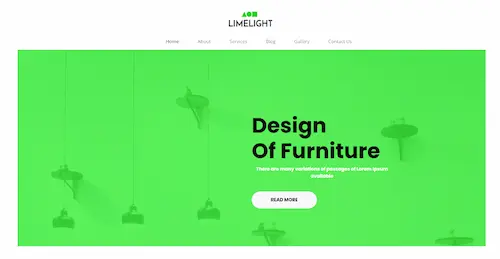 LIMELIGHT
Home About Services Blog Gallery Contact Us
Design
Of Furniture
There are many variations of passages of Lorem Ipsum
available
READ MORE